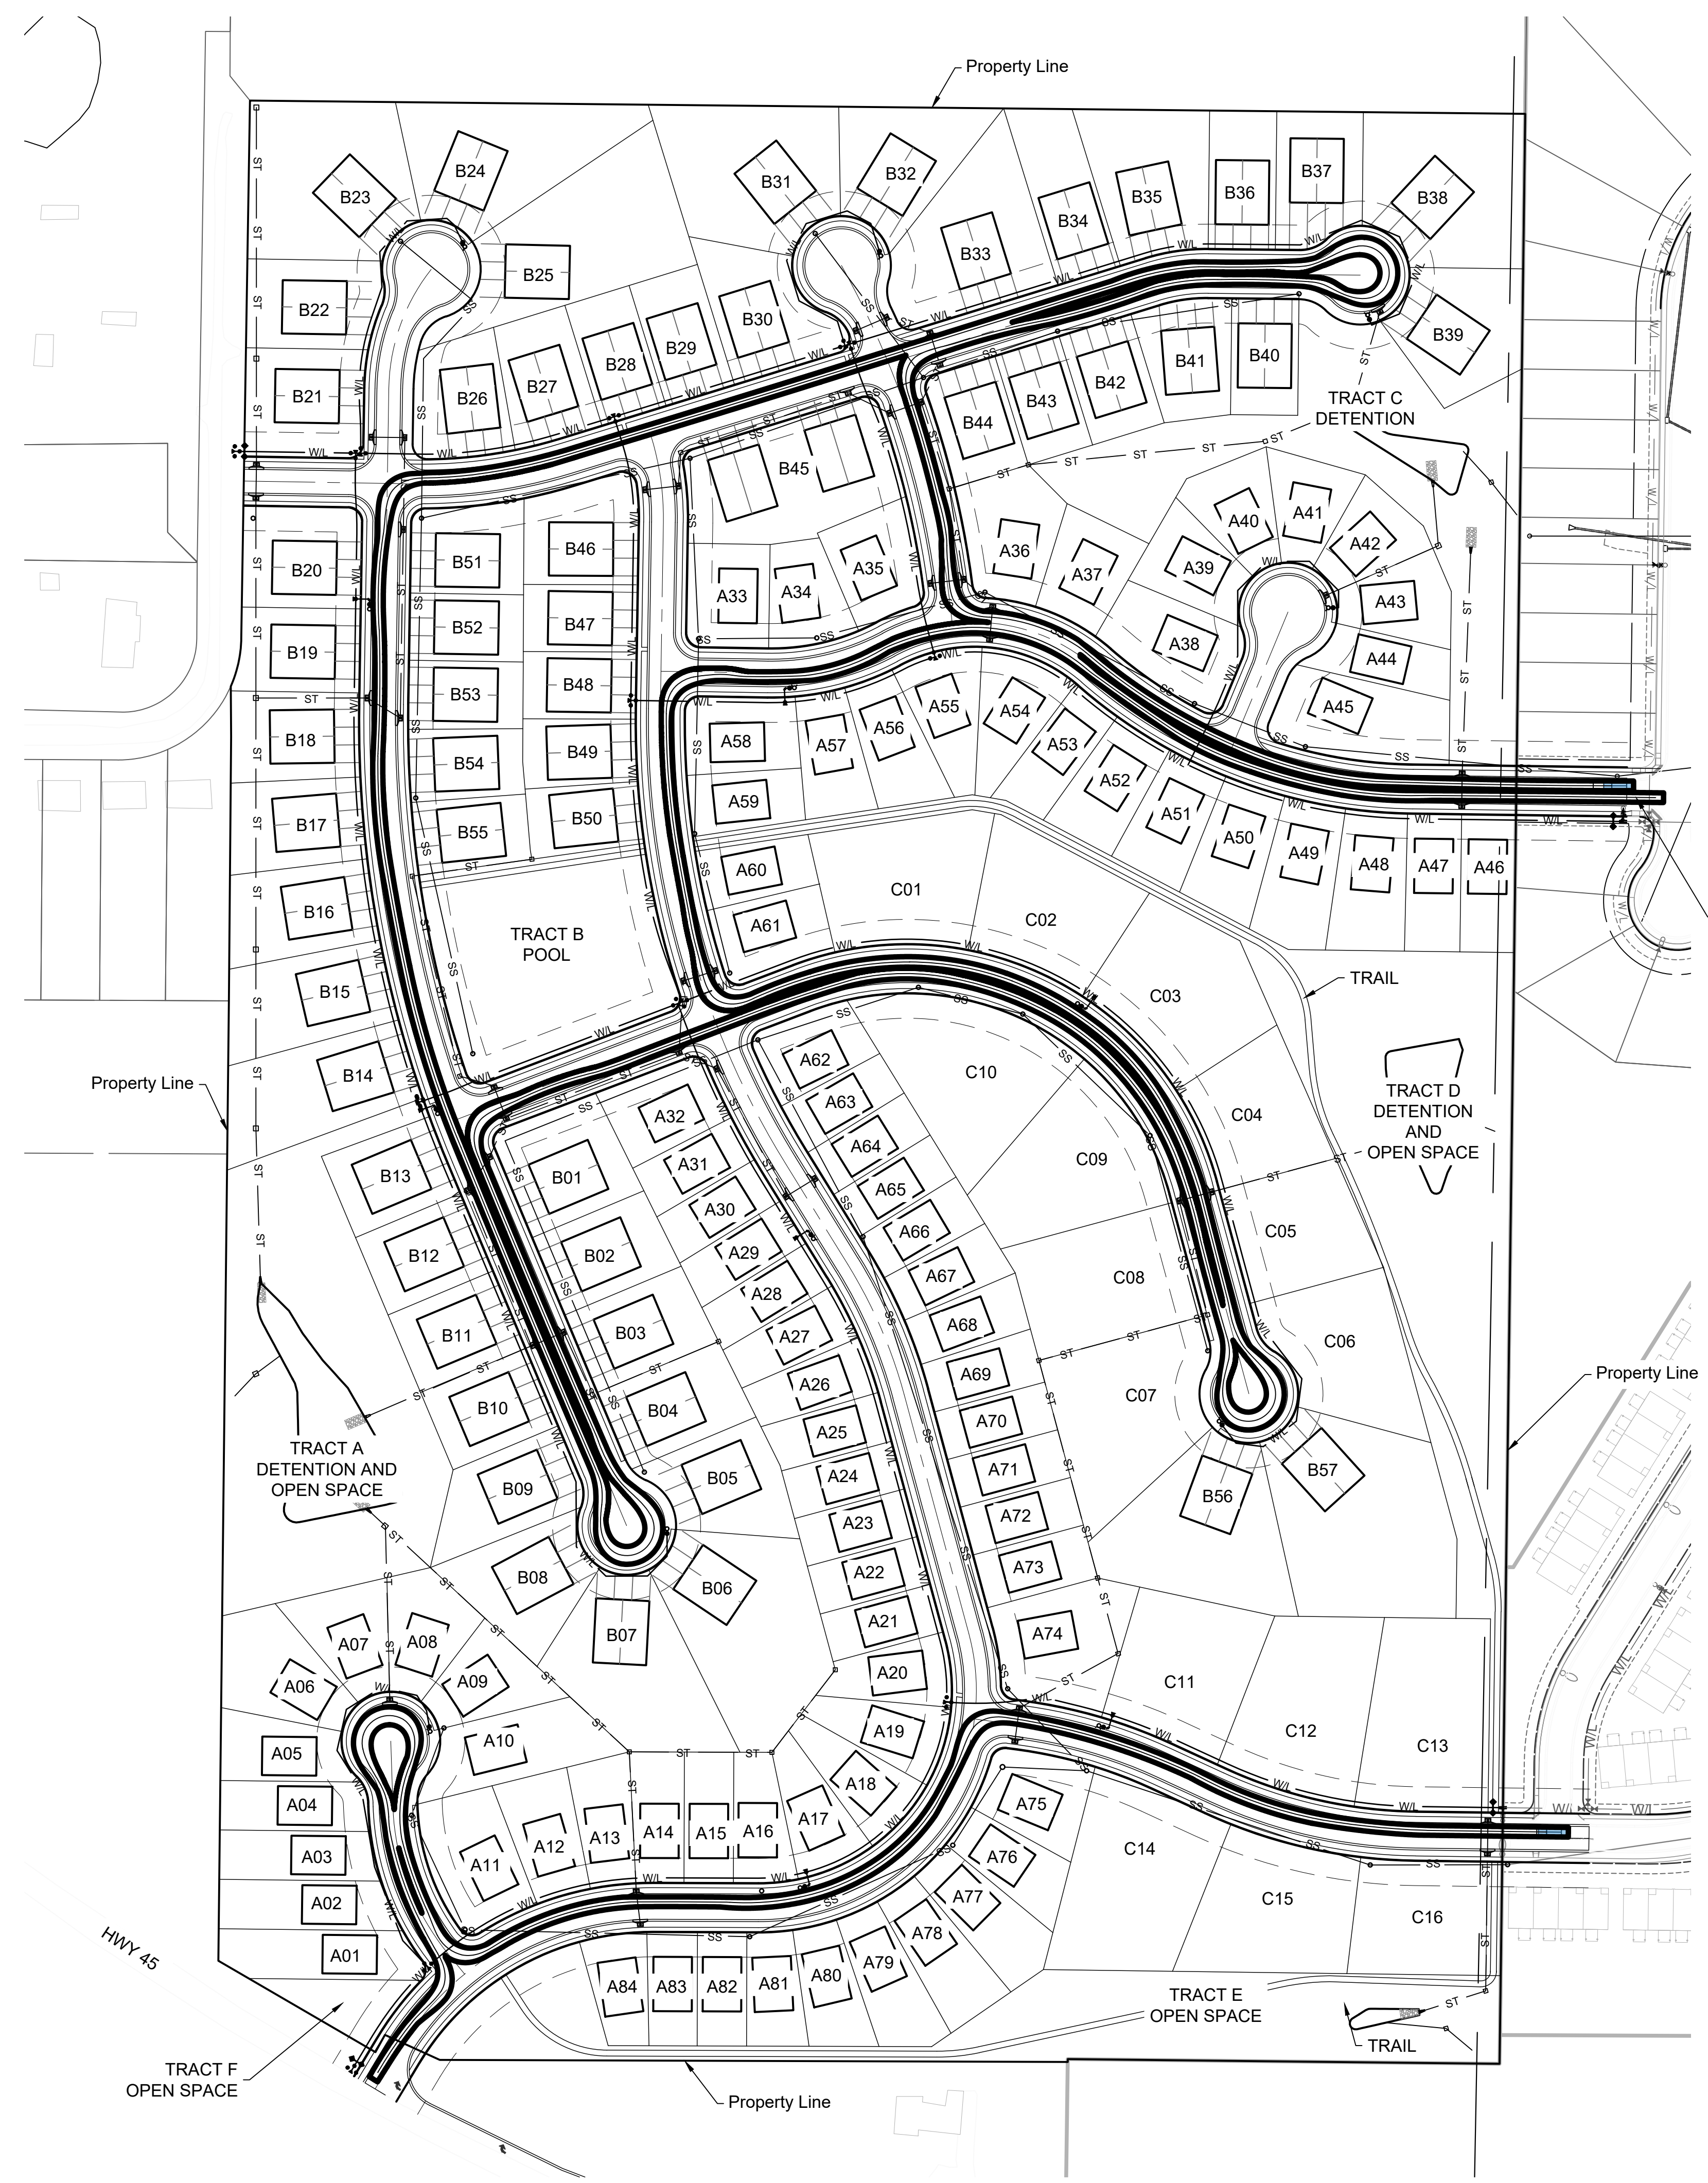 Property Line
B24
B37
B31
B32
B23
B35
B36
B38
B34
B33
B25
B22
B30
B39
B29
B28
B40
B41
B27
B42
B21
B26
B43
B44
TRACT C
DETENTION
B45
A40
A41
A42
A36
A39
B46
B51
B20
A35
A37
A33
A34
A43
B47
B52
A38
B19
A44
B48
B53
A45
A55
A54
A56
B18
A58
A57
A53
B49
B54
A52
A59
A51
B50
B17
B55
A50
A49
A48
A47
A46
A60
C01
B16
A61
C02
TRACT B
POOL
TRAIL
B15
C03
A62
C10
B14
Property Line
TRACT D
DETENTION
AND
OPEN SPACE
A63
A32
C04
A64
C09
A31
B13
B01
A65
A30
A66
C05
A29
B12
B02
A67
C08
A28
A68
B11
B03
A27
C06
A69
Property Line
A26
C07
B10
B04
A70
A25
TRACT A
DETENTION AND
OPEN SPACE
A71
B57
A24
B05
B09
B56
A72
A23
A73
A22
B08
B06
A21
A74
B07
A07
A08
A20
C11
A06
A09
A19
C12
A10
C13
A05
A18
A04
A75
A17
A12
A13
A14
A15
A16
C14
A03
A11
A76
A77
C15
A02
C16
A78
HWY 45
A01
A79
A80
A84
A83
A82
A81
TRACT E
OPEN SPACE
TRAIL
TRACT F
OPEN SPACE
Property Line